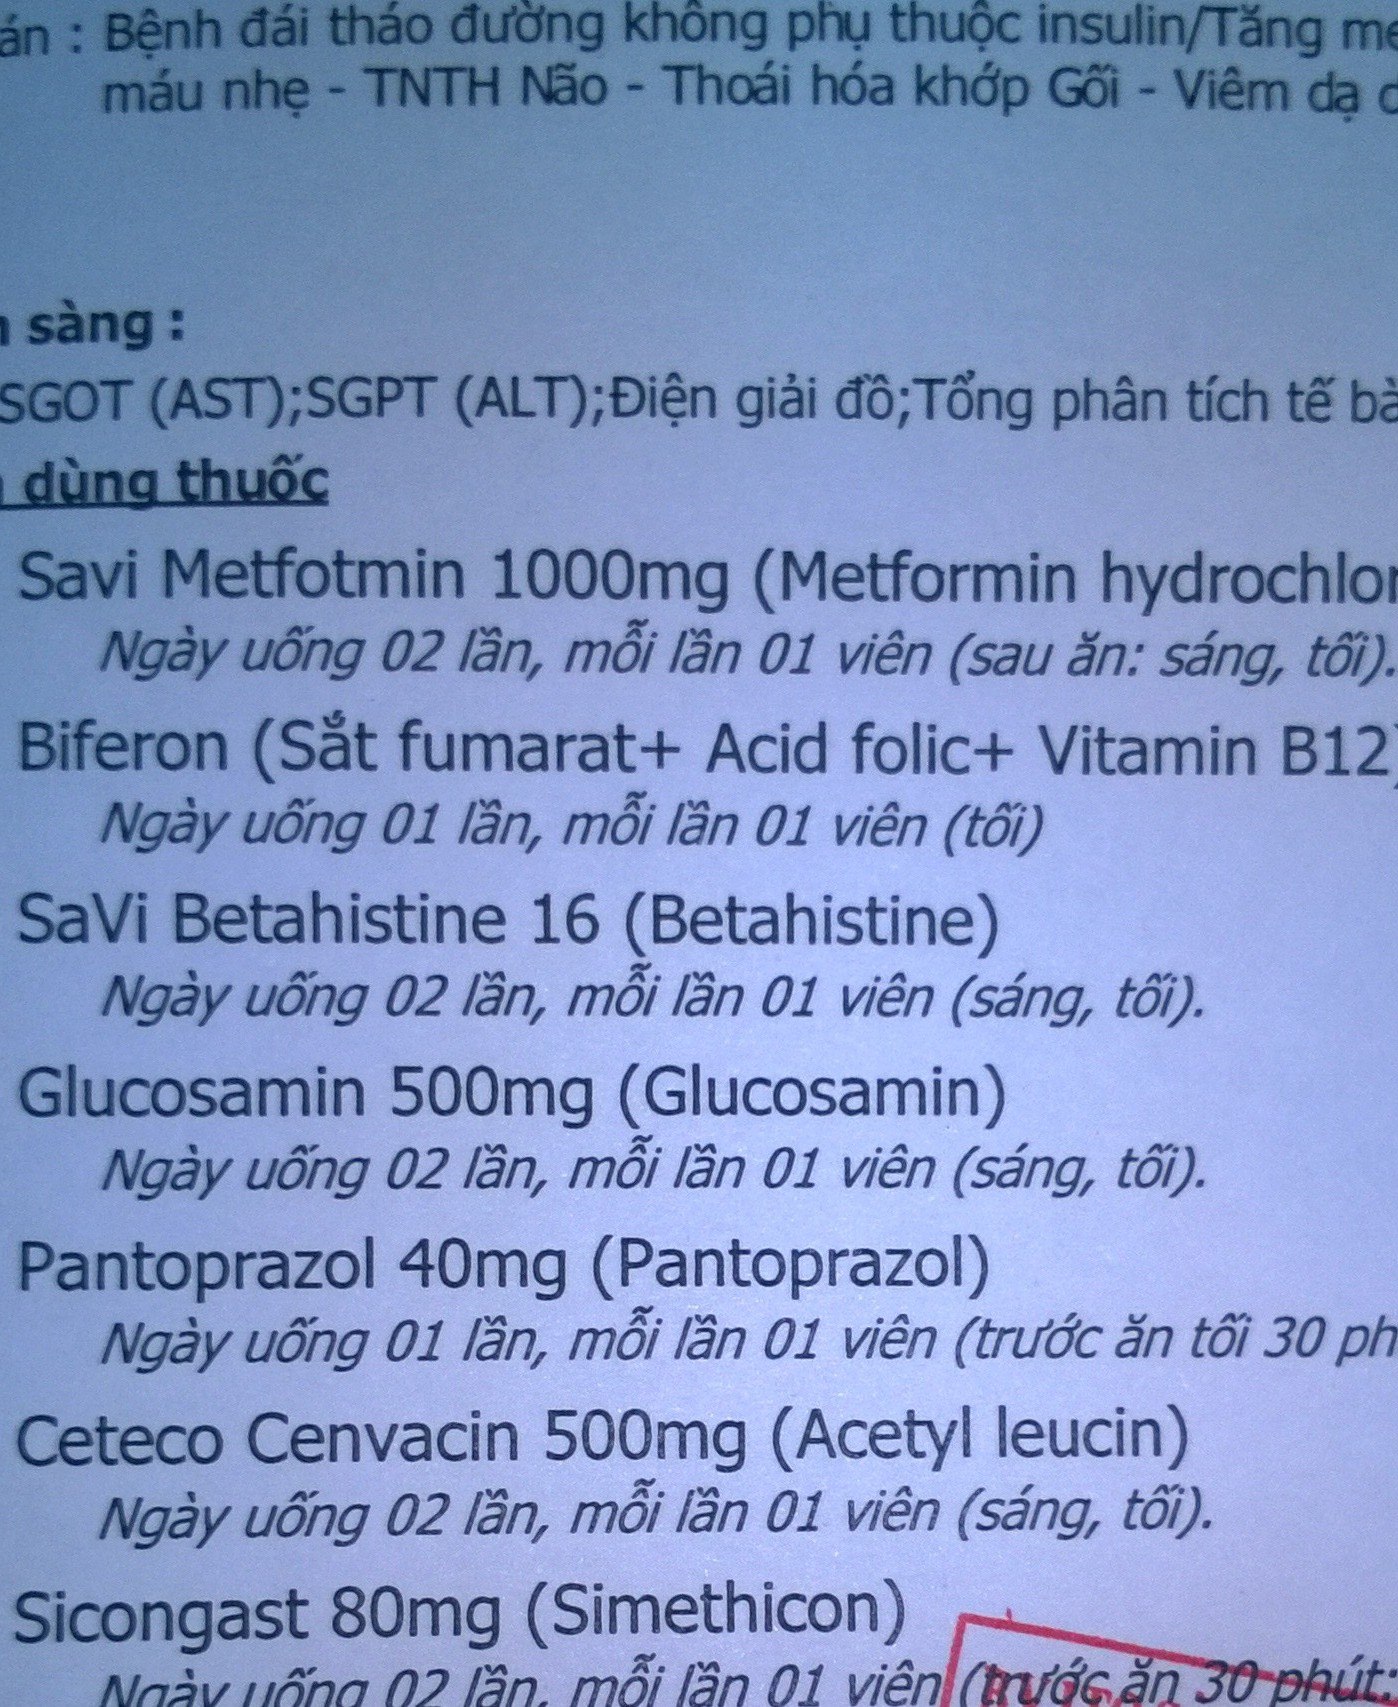 án : Bệnh đái tháo đường không phụ thuộc insulin/Tăng
máu nhẹ - TNTH Não - Thoái hóa khớp Gối - Viêm dạ
sàng :
SGOT (AST);SGPT (ALT);Điện giải đồ;Tổng phân tích tế
dùng thuốc
Savi Metfotmin 1000mg (Metformin hydrochlor
Ngày uống 02 lần, mỗi lần 01 viên (sau ăn: sáng, tối).
Biferon (Sắt fumarat+ Acid folic+ Vitamin B12)
Ngày uống 01 lần, mỗi lần 01 viên (tối)
SaVi Betahistine 16 (Betahistine)
Ngày uống 02 lần, mỗi lần 01 viên (sáng, tối).
Glucosamin 500mg (Glucosamin)
Ngày uống 02 lần, mỗi lần 01 viên (sáng, tối).
Pantoprazol 40mg (Pantoprazol)
Ngày uống 01 lần, mỗi lần 01 viên (trước ăn tối 30 ph
Ceteco Cenvacin 500mg (Acetyl leucin)
Ngày uống 02 lần, mỗi lần 01 viên (sáng, tối).
Sicongast 80mg (Simethicon)
Ngày uống 02 lần, mỗi lần 01 viên (trước ăn 30 phút: